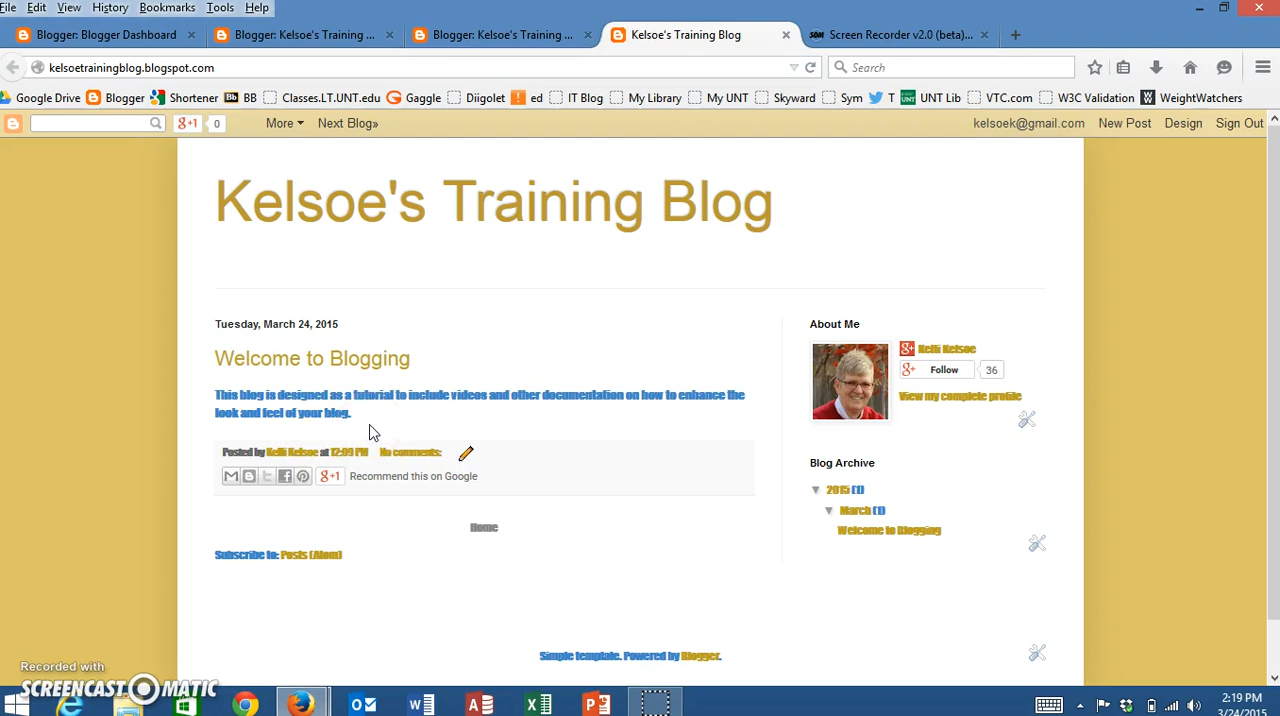 File Edit View History Bookmarks Tools Help
Blogger: Blogger Dashboard × Blogger: Kelsoe's Training ... × Blogger: Kelsoe's Training ... × Kelsoe's Training Blog × Screen Recorder v2.0 (beta)... × +
kelsoetrainingblog.blogspot.com Search
Google Drive Blogger Shortener BB Classes.LT.UNT.edu Gaggle Diigolet ed IT Blog My Library My UNT Skyward Sym T UNT Lib VTC.com W3C Validation WeightWatchers
g+1 0 More Next Blog» kelsoek@gmail.com New Post Design Sign Out
Kelsoe's Training Blog
Tuesday, March 24, 2015
Welcome to Blogging
This blog is designed as a tutorial to include videos and other documentation on how to enhance the
look and feel of your blog.
Posted by Kelli Kelsoe at 12:09 PM No comments:
g+1 Recommend this on Google
Home
Subscribe to: Posts (Atom)
About Me
Kelli Kelsoe
Follow 36
View my complete profile
Blog Archive
▼ 2015 (1)
▼ March (1)
Welcome to Blogging
Simple template. Powered by Blogger.
Recorded with
SCREENCAST-O-MATIC
2:19 PM
3/24/2015